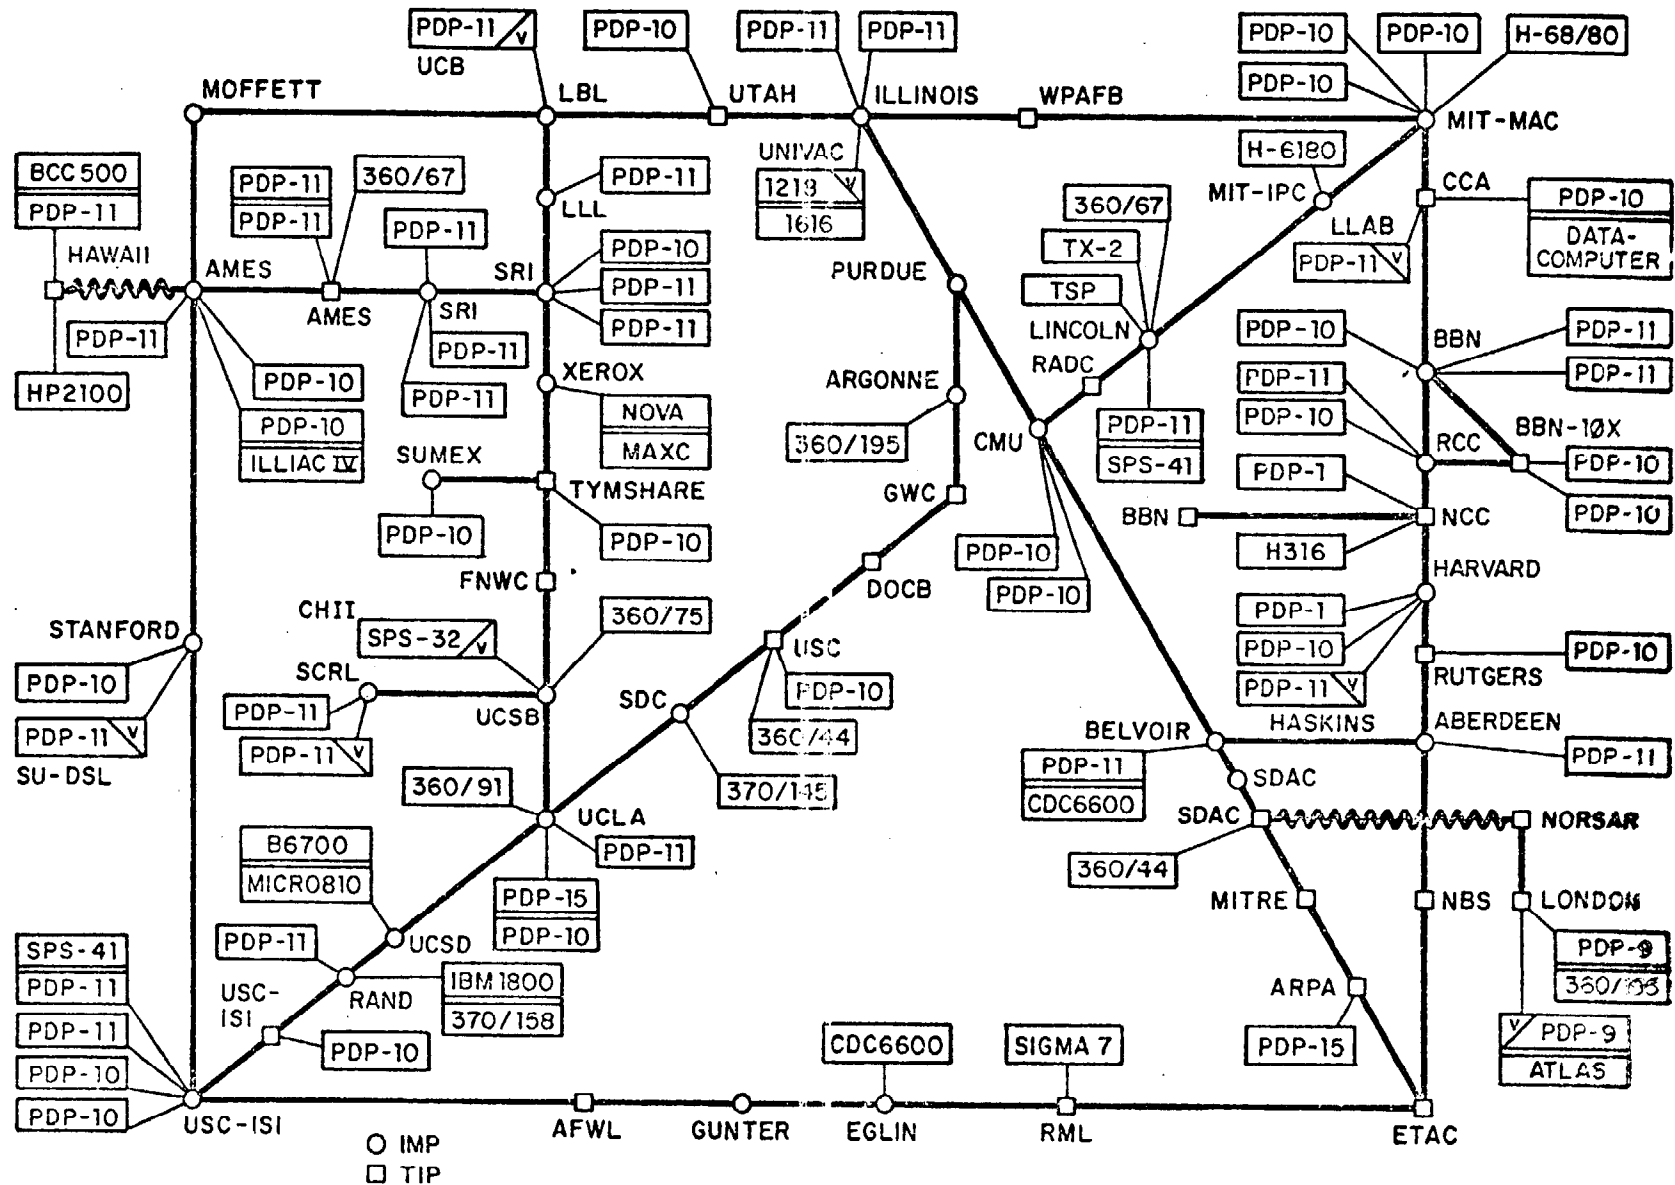 PDP-11 V
UCB
PDP-10
PDP-11
PDP-11
PDP-10
PDP-10
H-68/80
PDP-10
MOFFETT
LBL
UTAH
ILLINOIS
WPAFB
MIT-MAC
BCC 500
PDP-11
HAWAII
HP2100
PDP-11
PDP-11
360/67
PDP-11
LLL
UNIVAC
1219 V
1616
H-6180
MIT-IPC
CCA
PDP-10
DATA-
COMPUTER
LLAB
PDP-11 V
AMES
PDP-11
AMES
PDP-11
SRI
PDP-11
PDP-11
SRI
PDP-10
PDP-11
PDP-11
PDP-10
PDP-10
ILLIAC IV
PURDUE
360/67
TX-2
TSP
LINCOLN
RADC
PDP-11
SPS-41
PDP-10
BBN
PDP-11
PDP-11
XEROX
NOVA
MAXC
ARGONNE
360/195
CMU
PDP-10
PDP-10
PDP-11
PDP-10
RCC
BBN-10X
PDP-10
PDP-10
SUMEX
PDP-10
TYMSHARE
PDP-10
GWC
BBN
PDP-1
NCC
H316
FNWC
DOCB
HARVARD
PDP-1
PDP-10
PDP-11 V
HASKINS
STANFORD
PDP-10
PDP-11 V
SU-DSL
CHII
SPS-32 V
360/75
SCRL
PDP-11
PDP-11 V
UCSB
USC
PDP-10
360/44
SDC
370/145
RUTGERS
PDP-10
BELVOIR
ABERDEEN
PDP-11
PDP-11
CDC6600
SDAC
SDAC
360/44
NORSAR
360/91
UCLA
PDP-11
PDP-15
PDP-10
B6700
MICRO810
UCSD
MITRE
NBS
LONDON
PDP-9
V PDP-9
ATLAS
PDP-11
RAND
IBM 1800
370/158
USC-
ISI
PDP-10
SPS-41
PDP-11
PDP-11
PDP-10
PDP-10
USC-ISI
ARPA
PDP-15
CDC6600
SIGMA 7
AFWL
GUNTER
EGLIN
RML
ETAC
IMP
TIP